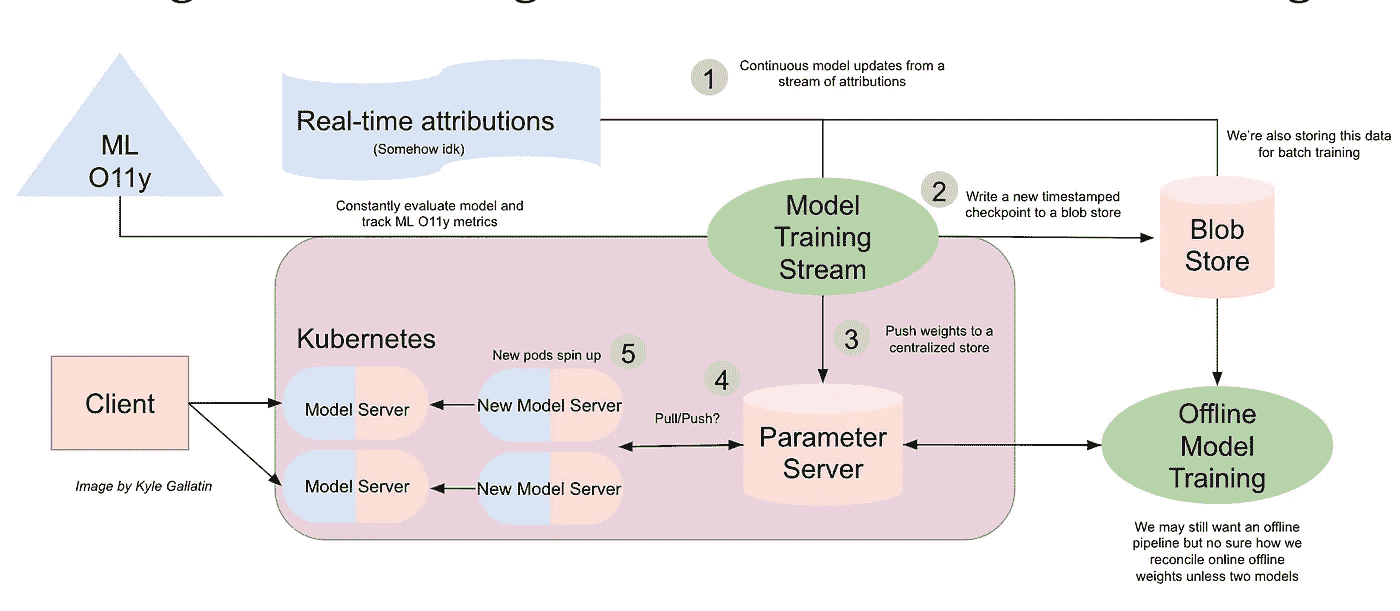 1
Continuous model updates from a
stream of attributions
Real-time attributions
(Somehow idk)
ML
O11y
We're also storing this data
for batch training
Constantly evaluate model and
track ML O11y metrics
Model
Training
Stream
2
Write a new timestamped
checkpoint to a blob store
Blob
Store
Kubernetes
3
Push weights to a
centralized store
New pods spin up
5
4
Client
Model Server
New Model Server
Pull/Push?
Parameter
Server
Offline
Model
Training
Model Server
New Model Server
Image by Kyle Gallatin
We may still want an offline
pipeline but no sure how we
reconcile online offline
weights unless two models